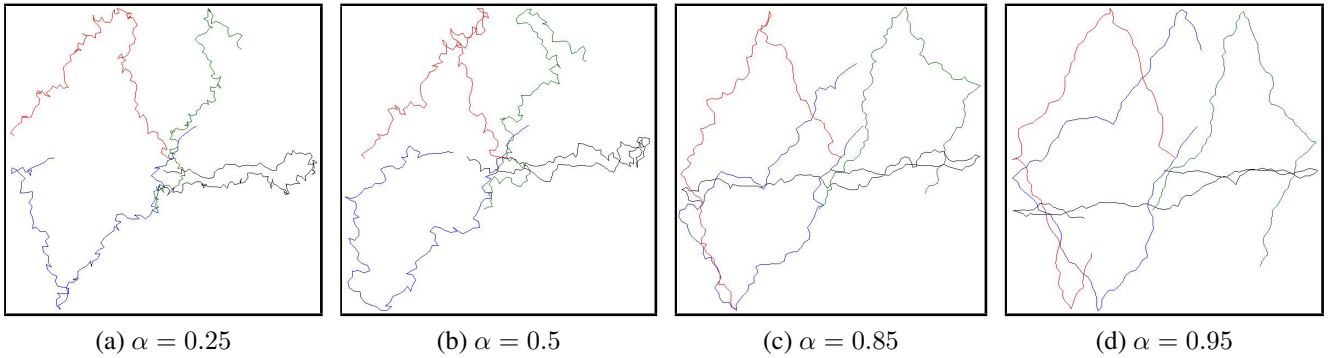 (a) α = 0.25
(b) α = 0.5
(c) α = 0.85
(d) α = 0.95